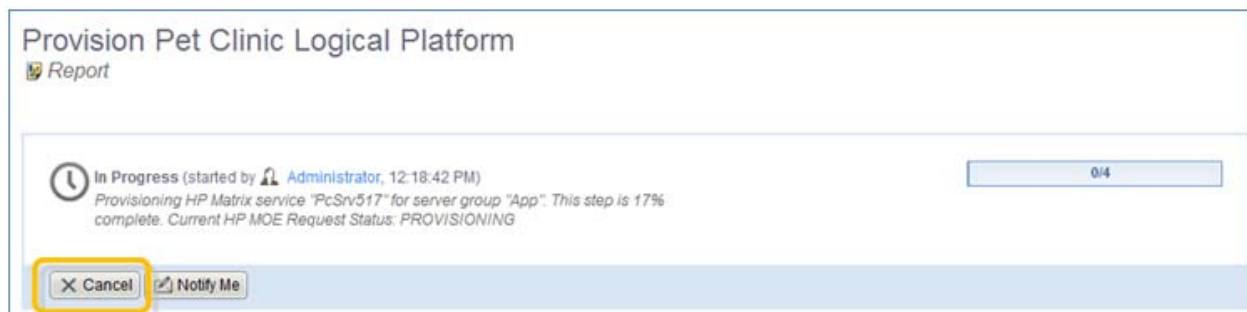 Provision Pet Clinic Logical Platform
Report
In Progress (started by Administrator, 12:18:42 PM)
0/4
Provisioning HP Matrix service "PcSrv517" for server group "App". This step is 17%
complete. Current HP MOE Request Status: PROVISIONING
Cancel
Notify Me